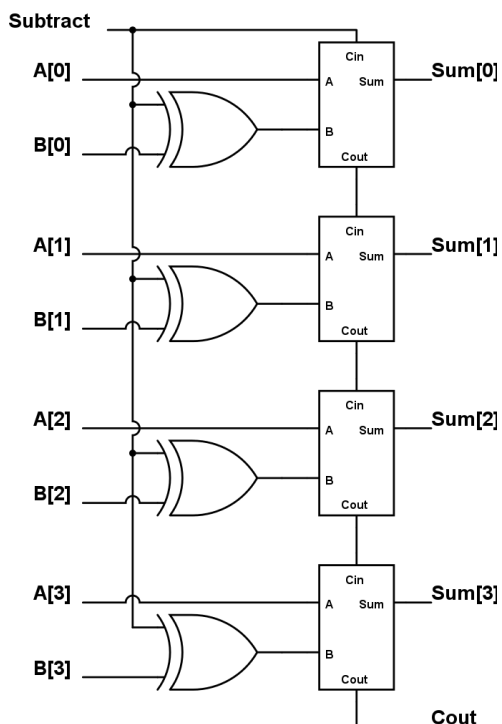 Subtract
Cin
A[0] A Sum Sum[0]
B[0] B
Cout
Cin
A[1] A Sum Sum[1]
B[1] B
Cout
Cin
A[2] A Sum Sum[2]
B[2] B
Cout
Cin
A[3] A Sum Sum[3]
B[3] B
Cout
Cout